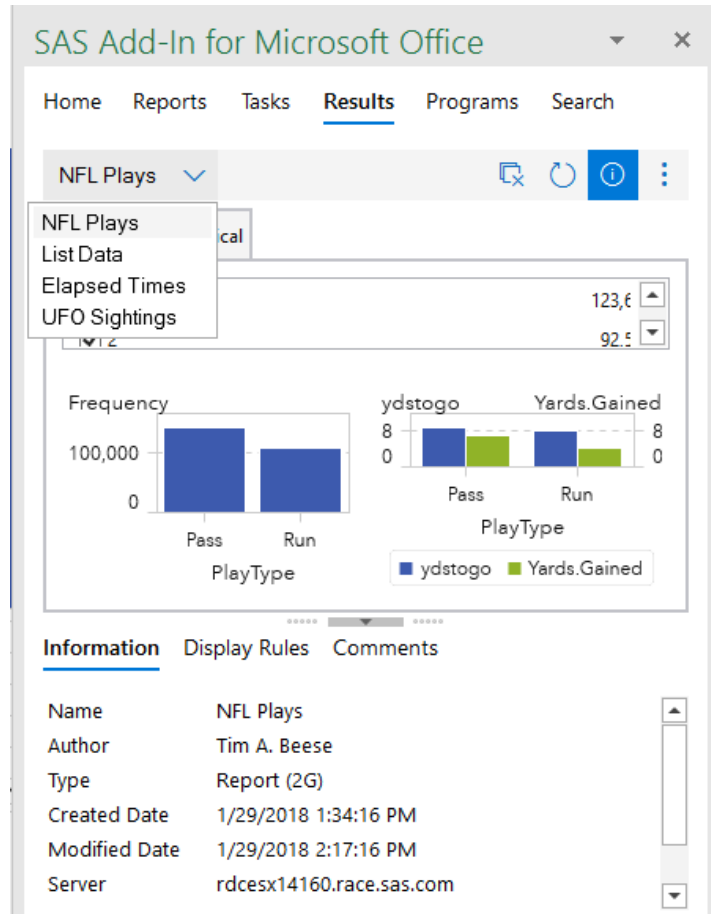 SAS Add-In for Microsoft Office
Home Reports Tasks Results Programs Search
NFL Plays
NFL Plays
List Data
Elapsed Times
UFO Sightings
ical
123,6
92.5
Frequency
100,000
0
Pass Run
PlayType
ydstogo Yards.Gained
8 8
0 0
Pass Run
PlayType
ydstogo Yards.Gained
Information Display Rules Comments
Name NFL Plays
Author Tim A. Beese
Type Report (2G)
Created Date 1/29/2018 1:34:16 PM
Modified Date 1/29/2018 2:17:16 PM
Server rdcesx14160.race.sas.com